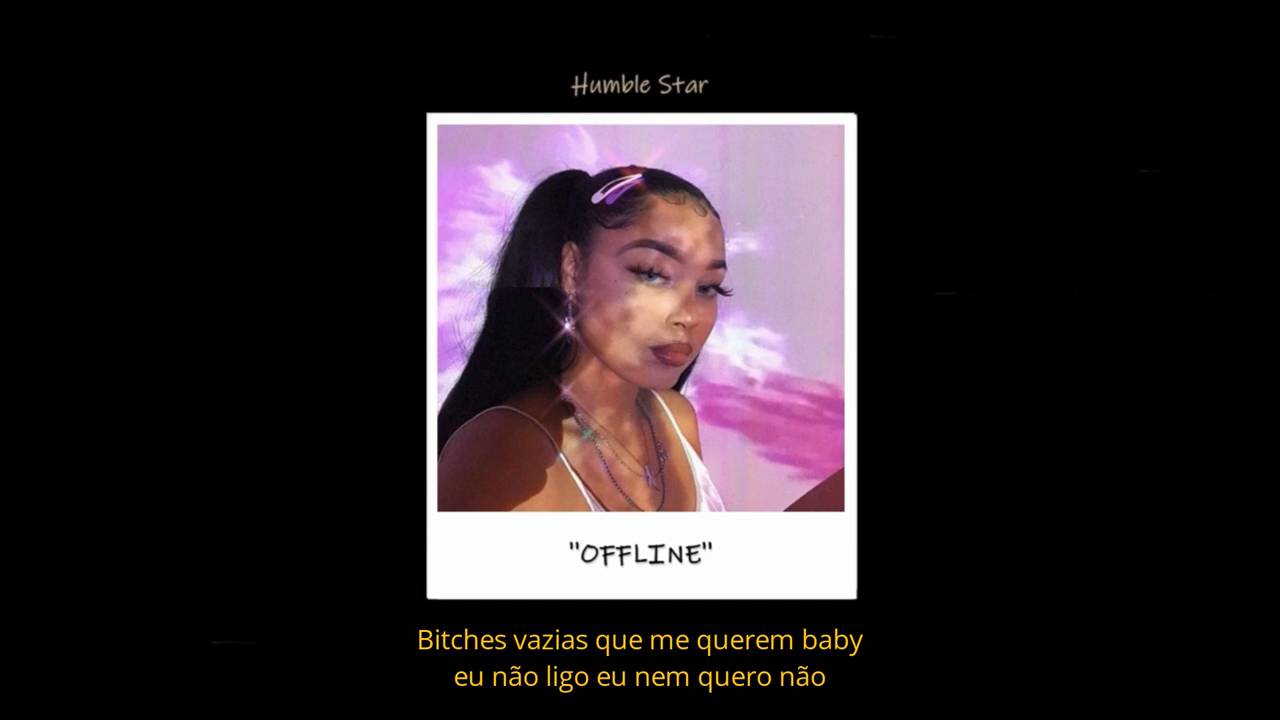 Humble Star
"OFFLINE"
Bitches vazias que me querem baby
eu não ligo eu nem quero não